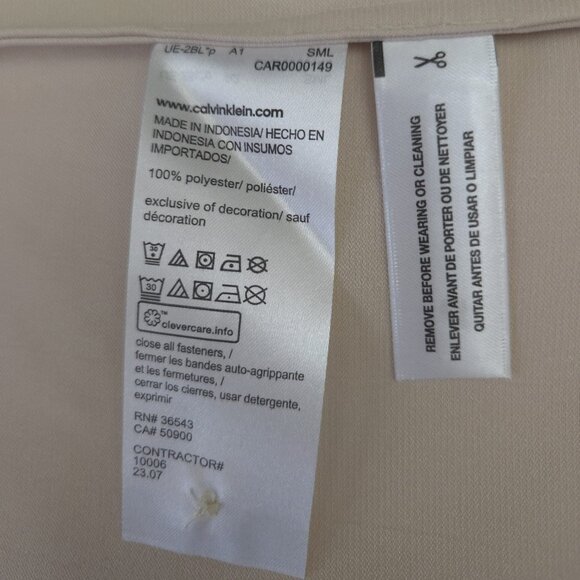 UE-2BL*p A1 SML
CAR0000149
www.calvinklein.com
MADE IN INDONESIA/ HECHO EN
INDONESIA CON INSUMOS
IMPORTADOS/
100% polyester/ poliéster/
exclusive of decoration/ sauf
décoration
30
30
clevercare.info
close all fasteners, /
fermer les bandes auto-agrippante
et les fermetures, /
cerrar los cierres, usar detergente,
exprimir
RN# 36543
CA# 50900
CONTRACTOR#
10006
23.07
REMOVE BEFORE WEARING OR CLEANING
ENLEVER AVANT DE PORTER OU DE NETTOYER
QUITAR ANTES DE USAR O LIMPIAR